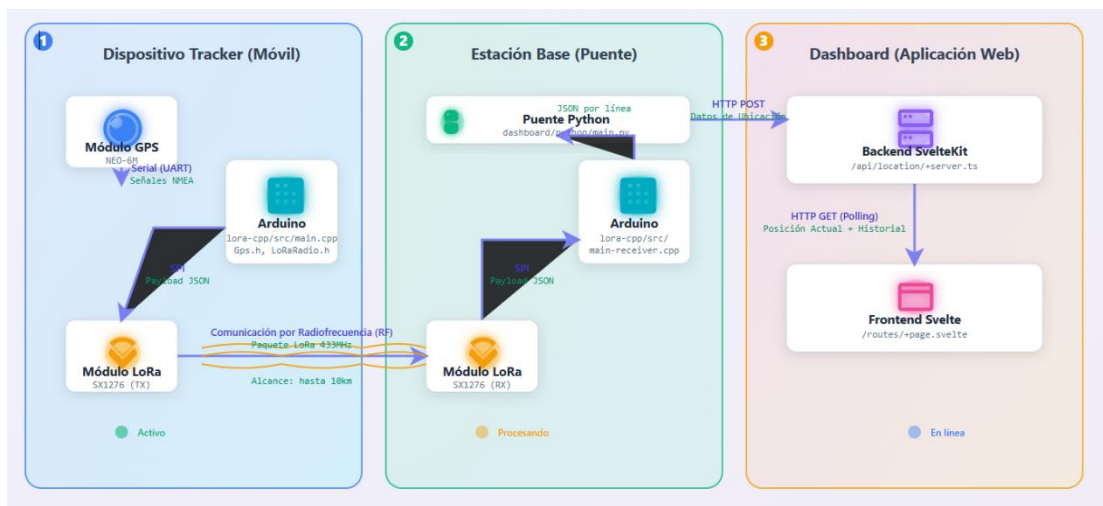 1
Dispositivo Tracker (Móvil)
Módulo GPS
NEO-6M
Serial (UART)
Señales NMEA
Arduino
lora-cpp/src/main.cpp
Gps.h, LoRaRadio.h
SPI
Payload JSON
Módulo LoRa
SX1276 (TX)
Activo
Comunicación por Radiofrecuencia (RF)
Paquete LoRa 433MHz
Alcance: hasta 10km
2
Estación Base (Puente)
JSON por línea
Puente Python
dashboard/python/main.py
Arduino
lora-cpp/src/
main-receiver.cpp
SPI
Payload JSON
Módulo LoRa
SX1276 (RX)
Procesando
HTTP POST
Datos de Ubicación
3
Dashboard (Aplicación Web)
Backend SvelteKit
/api/location/+server.ts
HTTP GET (Polling)
Posición Actual + Historial
Frontend Svelte
/routes/+page.svelte
En línea